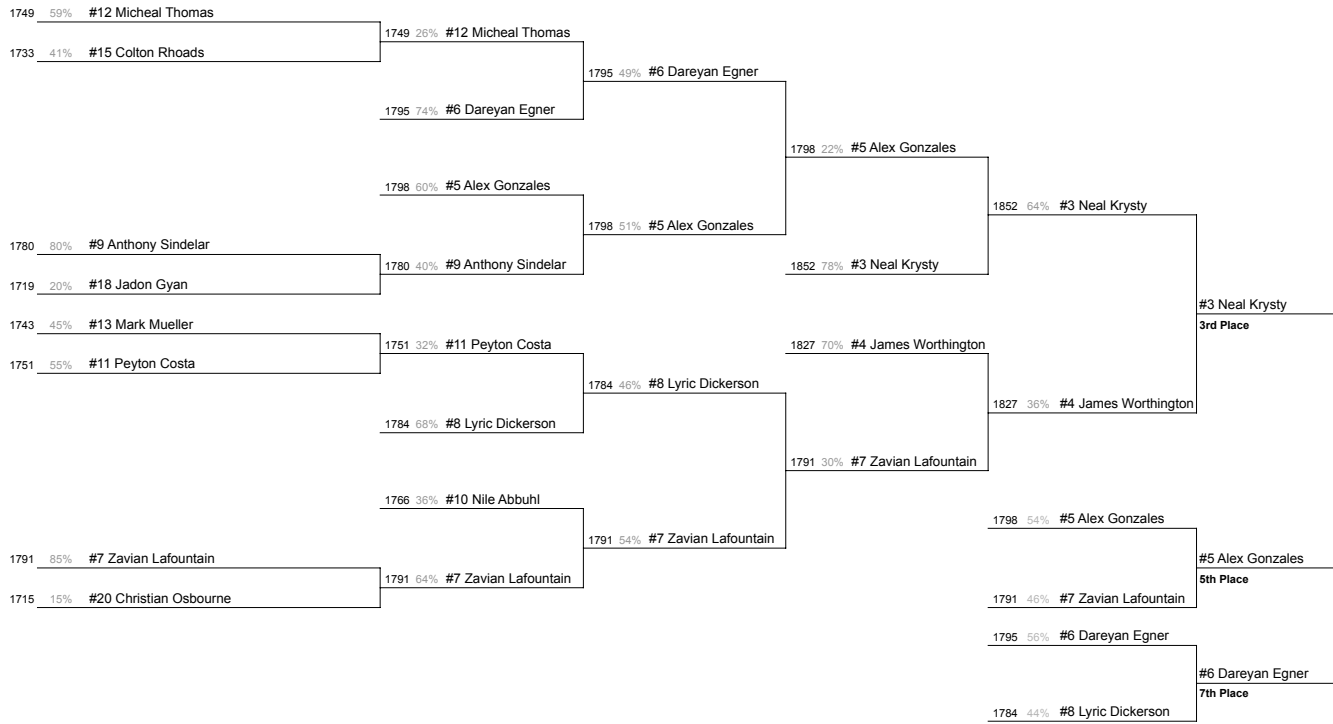 1749 59% #12 Micheal Thomas
1749 26% #12 Micheal Thomas
1733 41% #15 Colton Rhoads
1795 49% #6 Dareyan Egner
1795 74% #6 Dareyan Egner
1798 22% #5 Alex Gonzales
1798 60% #5 Alex Gonzales
1852 64% #3 Neal Krysty
1798 51% #5 Alex Gonzales
1780 80% #9 Anthony Sindelar
1780 40% #9 Anthony Sindelar
1852 78% #3 Neal Krysty
1719 20% #18 Jadon Gyan
#3 Neal Krysty
3rd Place
1743 45% #13 Mark Mueller
1751 32% #11 Peyton Costa
1827 70% #4 James Worthington
1751 55% #11 Peyton Costa
1784 46% #8 Lyric Dickerson
1827 36% #4 James Worthington
1784 68% #8 Lyric Dickerson
1791 30% #7 Zavian Lafountain
1766 36% #10 Nile Abbuhl
1798 54% #5 Alex Gonzales
1791 54% #7 Zavian Lafountain
1791 85% #7 Zavian Lafountain
#5 Alex Gonzales
1791 64% #7 Zavian Lafountain
5th Place
1715 15% #20 Christian Osbourne
1791 46% #7 Zavian Lafountain
1795 56% #6 Dareyan Egner
#6 Dareyan Egner
7th Place
1784 44% #8 Lyric Dickerson